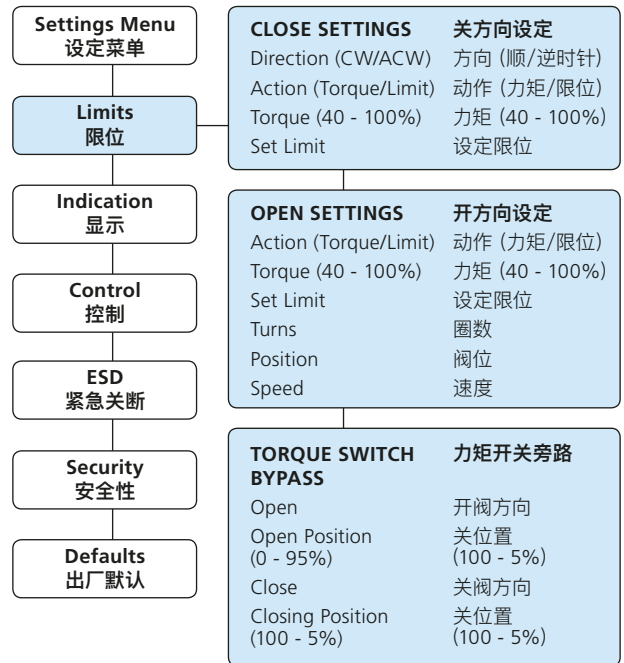 Settings Menu
设定菜单
Limits
限位
Indication
显示
Control
控制
ESD
紧急关断
Security
安全性
Defaults
出厂默认
CLOSE SETTINGS 关方向设定
Direction (CW/ACW) 方向 (顺/逆时针)
Action (Torque/Limit) 动作 (力矩/限位)
Torque (40 - 100%) 力矩 (40 - 100%)
Set Limit 设定限位
OPEN SETTINGS 开方向设定
Action (Torque/Limit) 动作 (力矩/限位)
Torque (40 - 100%) 力矩 (40 - 100%)
Set Limit 设定限位
Turns 圈数
Position 阀位
Speed 速度
TORQUE SWITCH 力矩开关旁路
BYPASS
Open 开阀方向
Open Position 关位置
(0 - 95%) (100 - 5%)
Close 关阀方向
Closing Position 关位置
(100 - 5%) (100 - 5%)